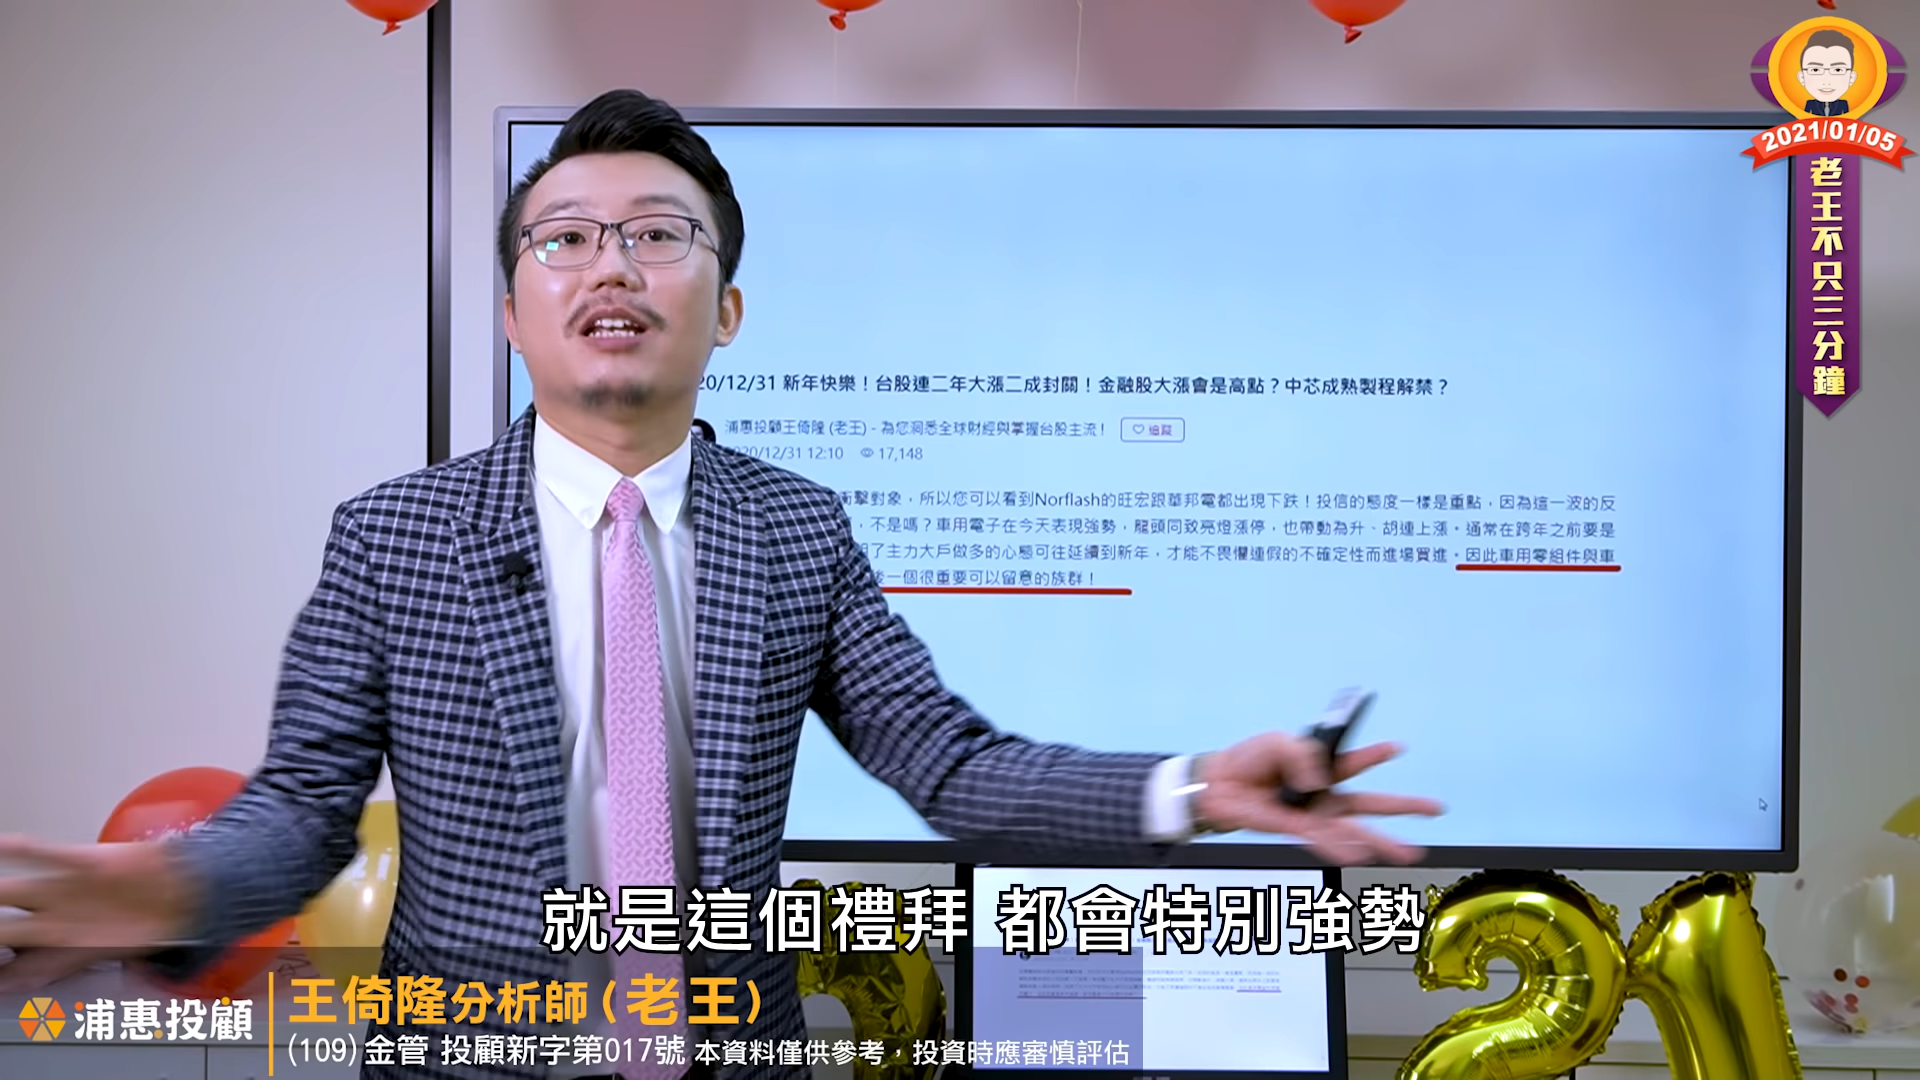 2021/01/05
老王不只三分鐘
20/12/31 新年快樂！台股連二年大漲二成封關！金融股大漲會是高點？中芯成熟製程解禁？
浦惠投顧王倚隆 (老王) - 為您洞悉全球財經與掌握台股主流！ 追蹤
2020/12/31 12:10 17,148
衝擊對象，所以您可以看到Norflash的旺宏跟華邦電都出現下跌！投信的態度一樣是重點，因為這一波的反
，不是嗎？車用電子在今天表現強勢，龍頭同致亮燈漲停，也帶動為升、胡連上漲。通常在跨年之前要是
了主力大戶做多的心態可往延續到新年，才能不畏懼連假的不確定性而進場買進。因此車用零組件與車
後一個很重要可以留意的族群！
就是這個禮拜 都會特別強勢
浦惠投顧
王倚隆分析師(老王)
(109)金管 投顧新字第017號 本資料僅供參考，投資時應審慎評估
21